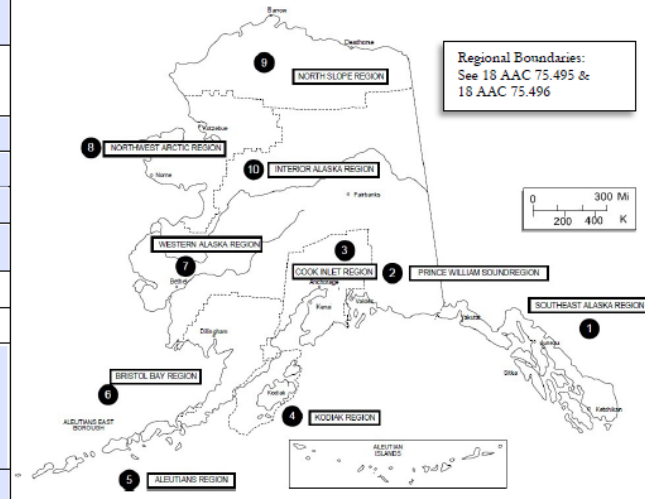 Barrow
Deadhorse
9
NORTH SLOPE REGION
Regional Boundaries:
See 18 AAC 75.495 &
18 AAC 75.496
Kotzebue
8
NORTHWEST ARCTIC REGION
10
INTERIOR ALASKA REGION
Nome
Fairbanks
0 300 Mi
200 400 K
WESTERN ALASKA REGION
7
Bethel
3
COOK INLET REGION
2
PRINCE WILLIAM SOUNDREGION
Anchorage
Kenai
Valdez
Yakutat
SOUTHEAST ALASKA REGION
1
Juneau
Sitka
Ketchikan
Dillingham
BRISTOL BAY REGION
6
Kodiak
4
KODIAK REGION
ALEUTIANS EAST
BOROUGH
ALEUTIAN
ISLANDS
5
ALEUTIANS REGION